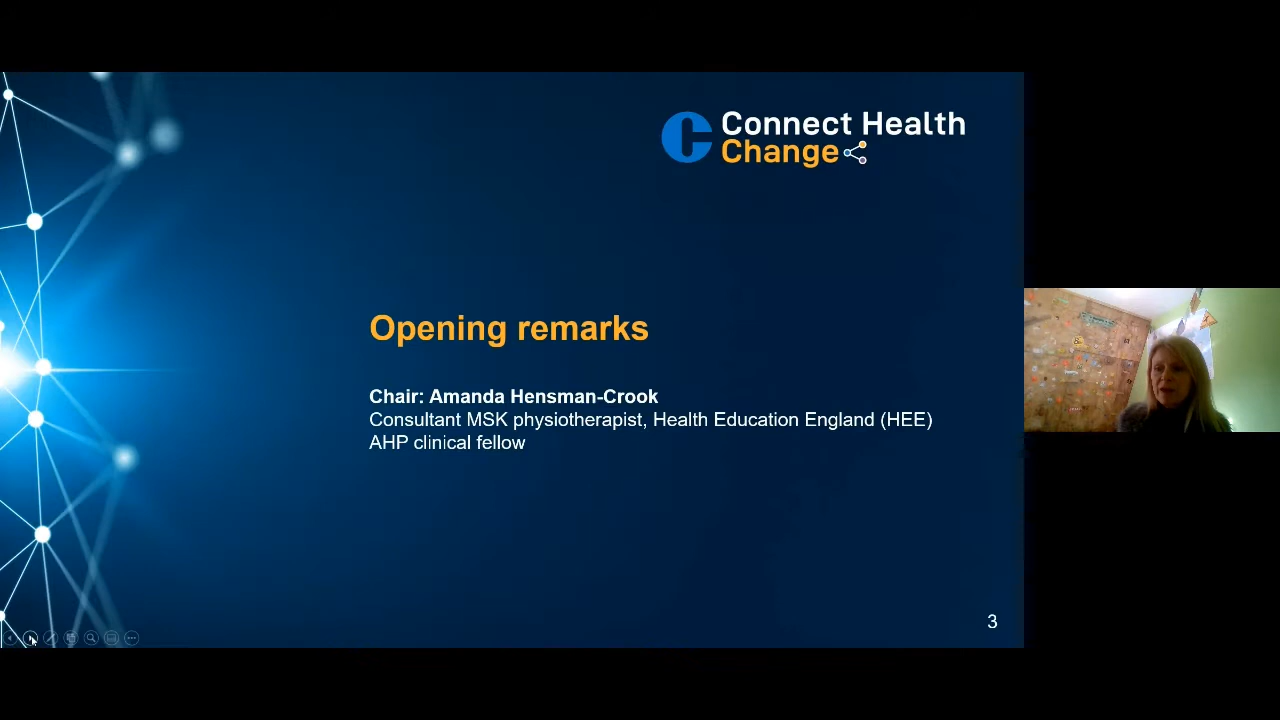 Connect Health
Change
Opening remarks
Chair: Amanda Hensman-Crook
Consultant MSK physiotherapist, Health Education England (HEE)
AHP clinical fellow
3